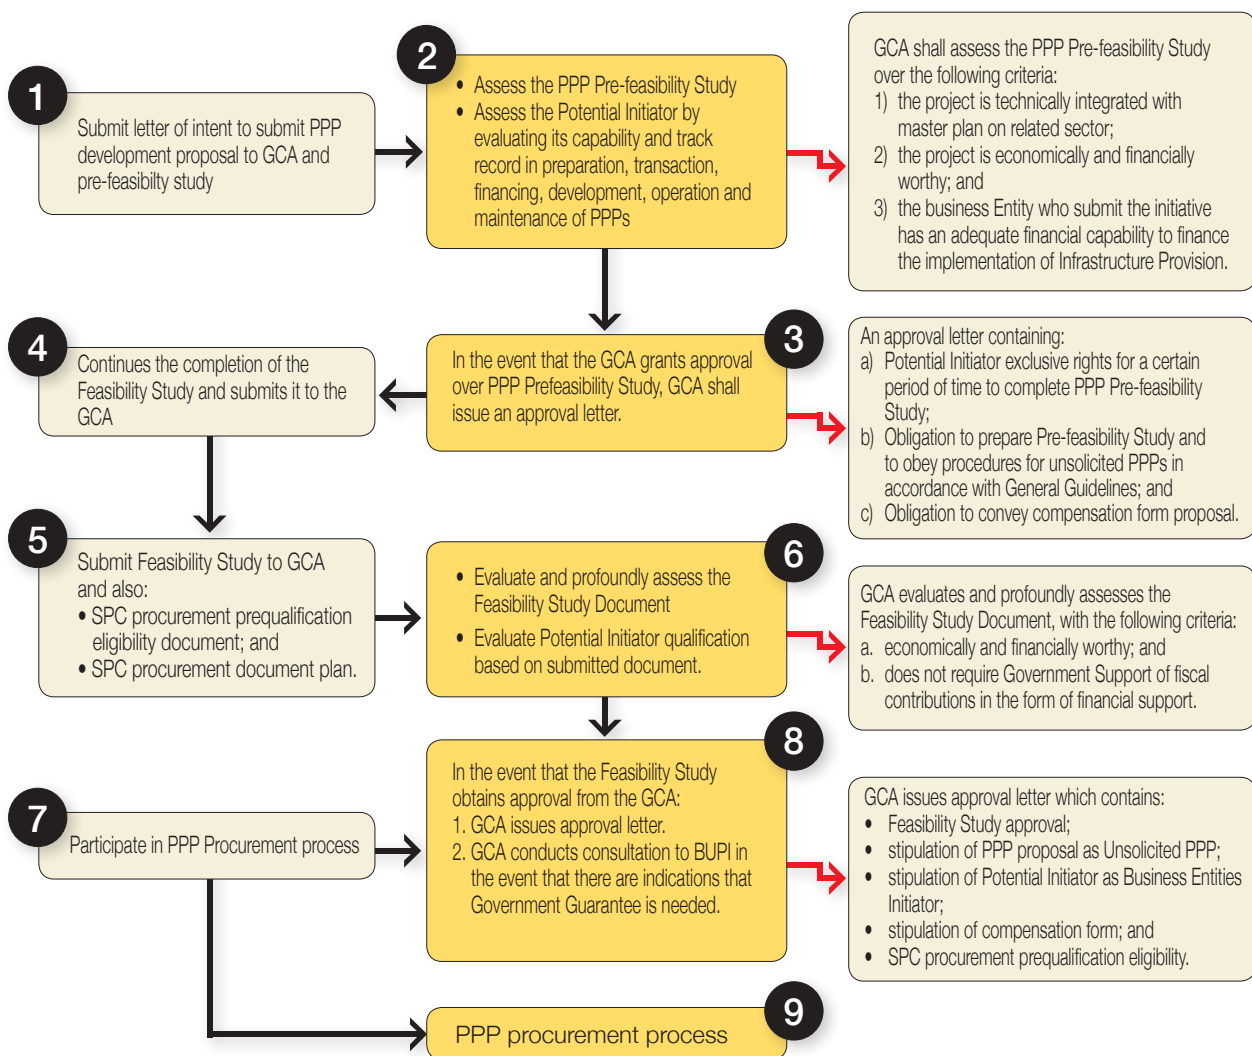 1
Submit letter of intent to submit PPP
development proposal to GCA and
pre-feasibilty study
2
• Assess the PPP Pre-feasibility Study
• Assess the Potential Initiator by
evaluating its capability and track
record in preparation, transaction,
financing, development, operation and
maintenance of PPPs
GCA shall assess the PPP Pre-feasibility Study
over the following criteria:
1) the project is technically integrated with
master plan on related sector;
2) the project is economically and financially
worthy; and
3) the business Entity who submit the initiative
has an adequate financial capability to finance
the implementation of Infrastructure Provision.
3
In the event that the GCA grants approval
over PPP Prefeasibility Study, GCA shall
issue an approval letter.
An approval letter containing:
a) Potential Initiator exclusive rights for a certain
period of time to complete PPP Pre-feasibility
Study;
b) Obligation to prepare Pre-feasibility Study and
to obey procedures for unsolicited PPPs in
accordance with General Guidelines; and
c) Obligation to convey compensation form proposal.
4
Continues the completion of the
Feasibility Study and submits it to the
GCA
5
Submit Feasibility Study to GCA
and also:
• SPC procurement prequalification
eligibility document; and
• SPC procurement document plan.
6
• Evaluate and profoundly assess the
Feasibility Study Document
• Evaluate Potential Initiator qualification
based on submitted document.
GCA evaluates and profoundly assesses the
Feasibility Study Document, with the following criteria:
a. economically and financially worthy; and
b. does not require Government Support of fiscal
contributions in the form of financial support.
7
Participate in PPP Procurement process
8
In the event that the Feasibility Study
obtains approval from the GCA:
1. GCA issues approval letter.
2. GCA conducts consultation to BUPI in
the event that there are indications that
Government Guarantee is needed.
GCA issues approval letter which contains:
• Feasibility Study approval;
• stipulation of PPP proposal as Unsolicited PPP;
• stipulation of Potential Initiator as Business Entities
Initiator;
• stipulation of compensation form; and
• SPC procurement prequalification eligibility.
9
PPP procurement process